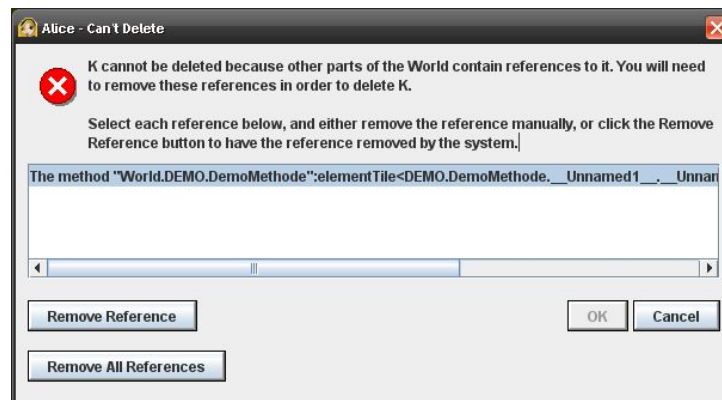 Alice - Can't Delete
K cannot be deleted because other parts of the World contain references to it. You will need
to remove these references in order to delete K.
Select each reference below, and either remove the reference manually, or click the Remove
Reference button to have the reference removed by the system.
The method "World.DEMO.DemoMethode":elementTile<DEMO.DemoMethode.__Unnamed1__.__Unnan
Remove Reference
OK
Cancel
Remove All References